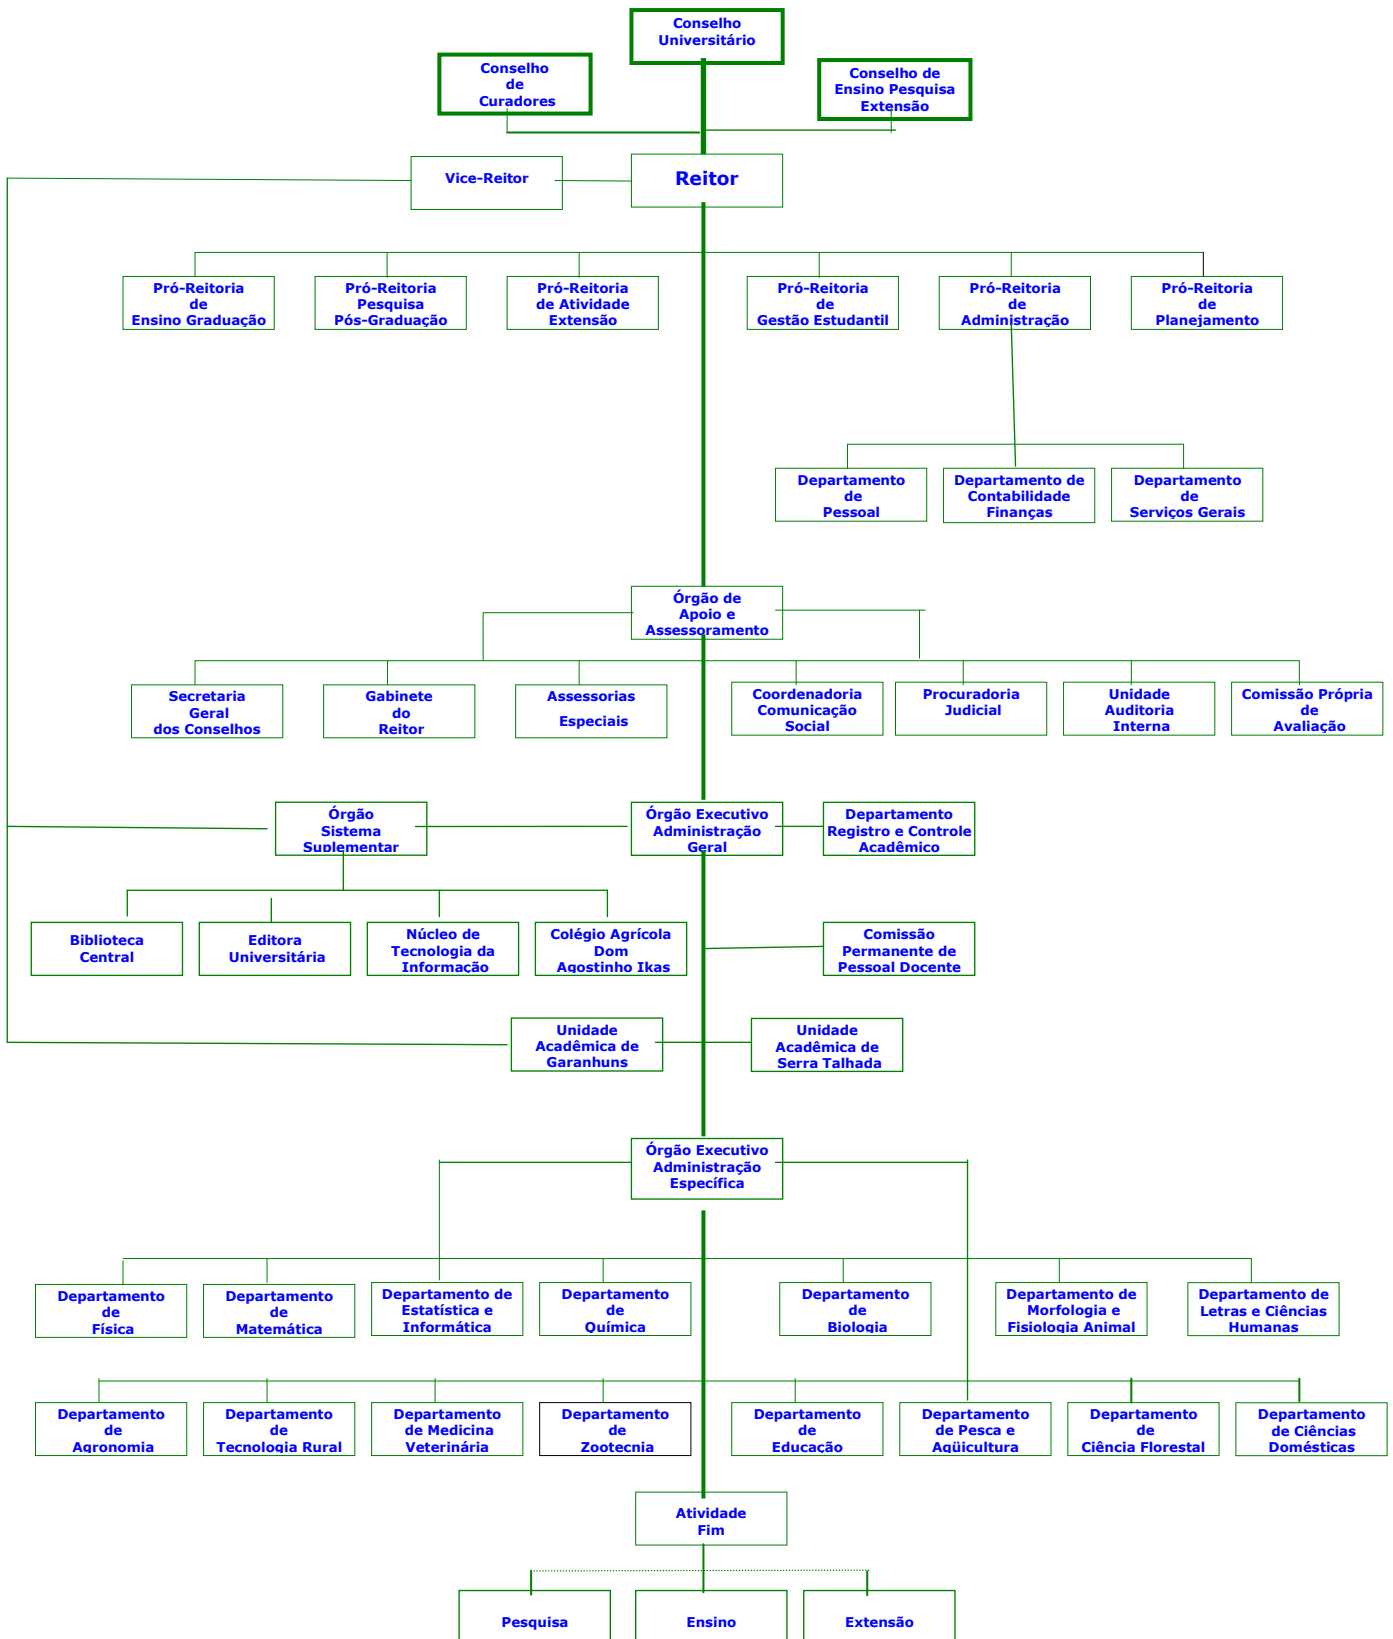 Conselho
Universitário
Conselho
de
Curadores
Conselho de
Ensino Pesquisa
Extensão
Vice-Reitor
Reitor
Pró-Reitoria
de
Ensino Graduação
Pró-Reitoria
Pesquisa
Pós-Graduação
Pró-Reitoria
de Atividade
Extensão
Pró-Reitoria
de
Gestão Estudantil
Pró-Reitoria
de
Administração
Pró-Reitoria
de
Planejamento
Departamento
de
Pessoal
Departamento de
Contabilidade
Finanças
Departamento
de
Serviços Gerais
Órgão de
Apoio e
Assessoramento
Secretaria
Geral
dos Conselhos
Gabinete
do
Reitor
Assessorias
Especiais
Coordenadoria
Comunicação
Social
Procuradoria
Judicial
Unidade
Auditoria
Interna
Comissão Própria
de
Avaliação
Órgão
Sistema
Suplementar
Órgão Executivo
Administração
Geral
Departamento
Registro e Controle
Acadêmico
Biblioteca
Central
Editora
Universitária
Núcleo de
Tecnologia da
Informação
Colégio Agrícola
Dom
Agostinho Ikas
Comissão
Permanente de
Pessoal Docente
Unidade
Acadêmica de
Garanhuns
Unidade
Acadêmica de
Serra Talhada
Órgão Executivo
Administração
Específica
Departamento
de
Física
Departamento
de
Matemática
Departamento de
Estatística e
Informática
Departamento
de
Química
Departamento
de
Biologia
Departamento de
Morfologia e
Fisiologia Animal
Departamento de
Letras e Ciências
Humanas
Departamento
de
Agronomia
Departamento
de
Tecnologia Rural
Departamento
de Medicina
Veterinária
Departamento
de
Zootecnia
Departamento
de
Educação
Departamento
de Pesca e
Aqüicultura
Departamento
de
Ciência Florestal
Departamento
de Ciências
Domésticas
Atividade
Fim
Pesquisa
Ensino
Extensão